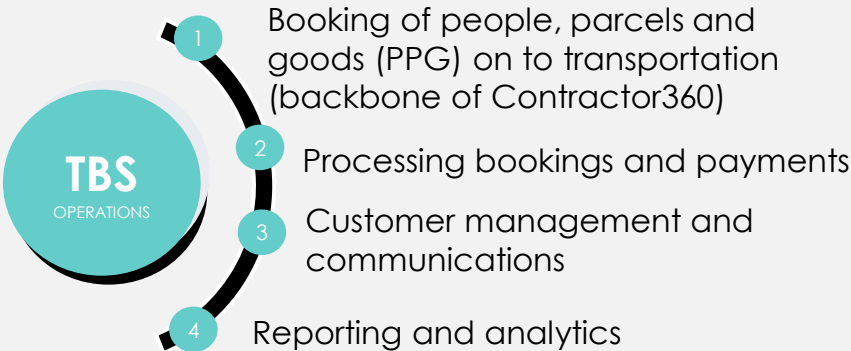 TBS
OPERATIONS
1
Booking of people, parcels and
goods (PPG) on to transportation
(backbone of Contractor360)
2
Processing bookings and payments
3
Customer management and
communications
4
Reporting and analytics